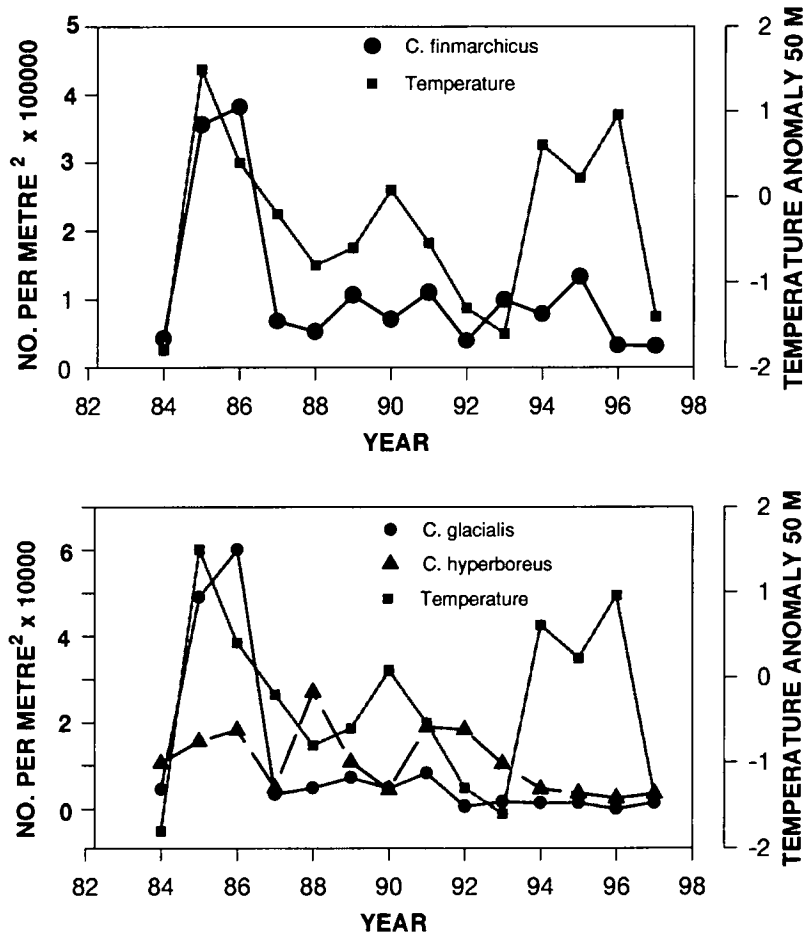 5
4
3
2
1
0
NO. PER METRE 2 x 100000
C. finmarchicus
Temperature
2
1
0
-1
-2
TEMPERATURE ANOMALY 50 M
82 84 86 88 90 92 94 96 98
YEAR
6
4
2
0
NO. PER METRE2 x 10000
C. glacialis
C. hyperboreus
Temperature
2
1
0
-1
-2
TEMPERATURE ANOMALY 50 M
82 84 86 88 90 92 94 96 98
YEAR